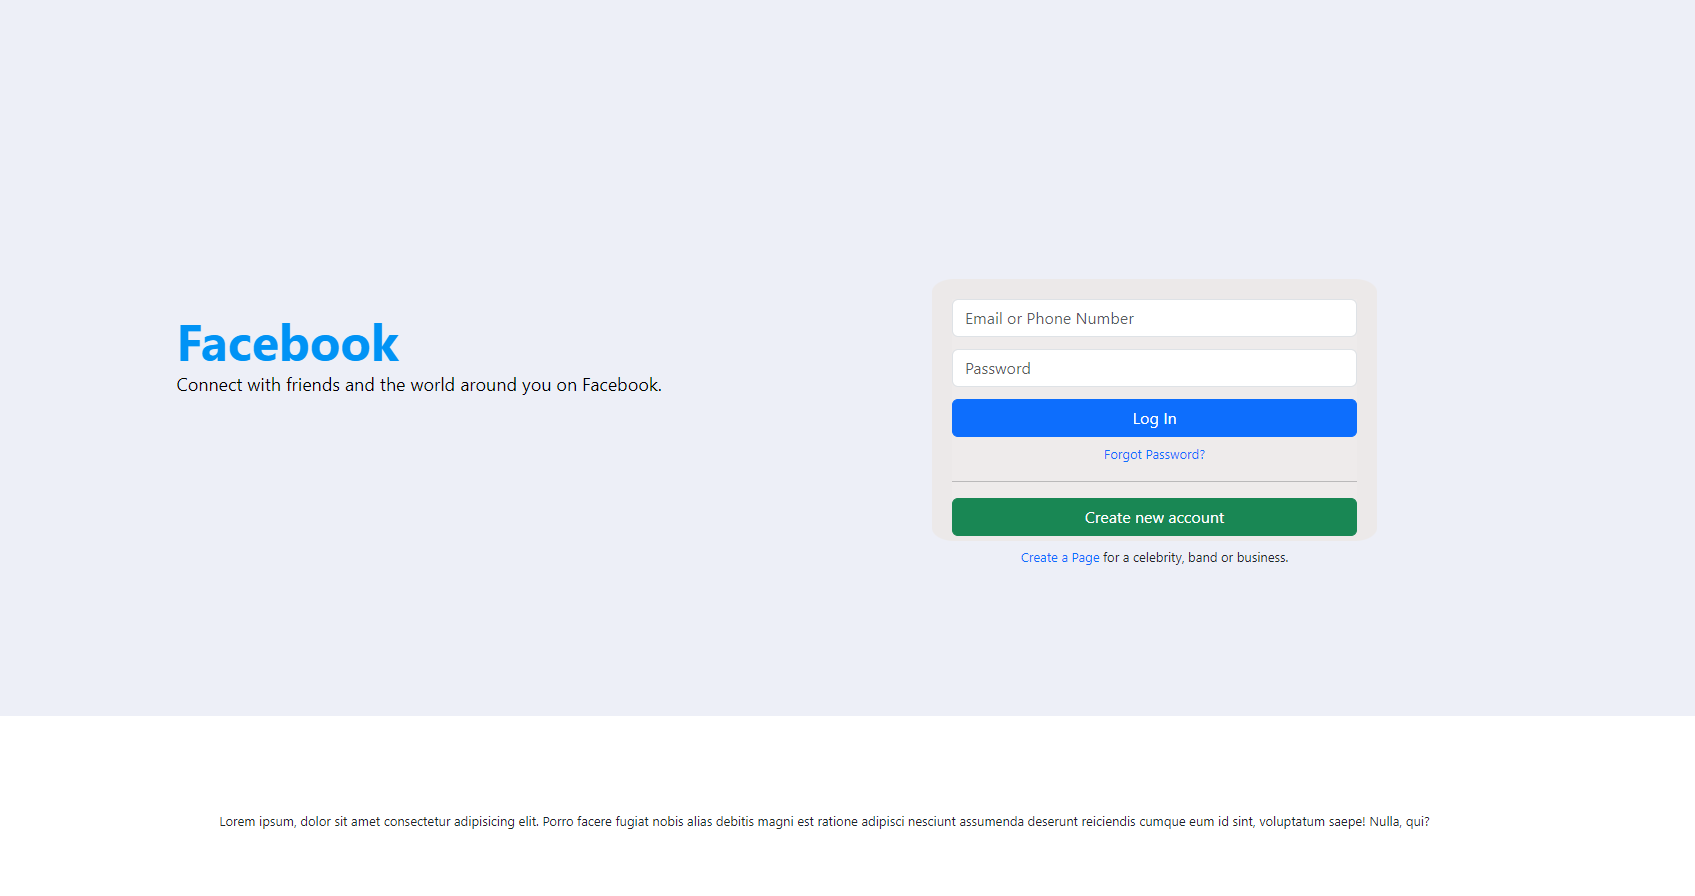 Facebook
Connect with friends and the world around you on Facebook.
Email or Phone Number
Password
Log In
Forgot Password?
Create new account
Create a Page for a celebrity, band or business.
Lorem ipsum, dolor sit amet consectetur adipisicing elit. Porro facere fugiat nobis alias debitis magni est ratione adipisci nesciunt assumenda deserunt reiciendis cumque eum id sint, voluptatum saepe! Nulla, qui?